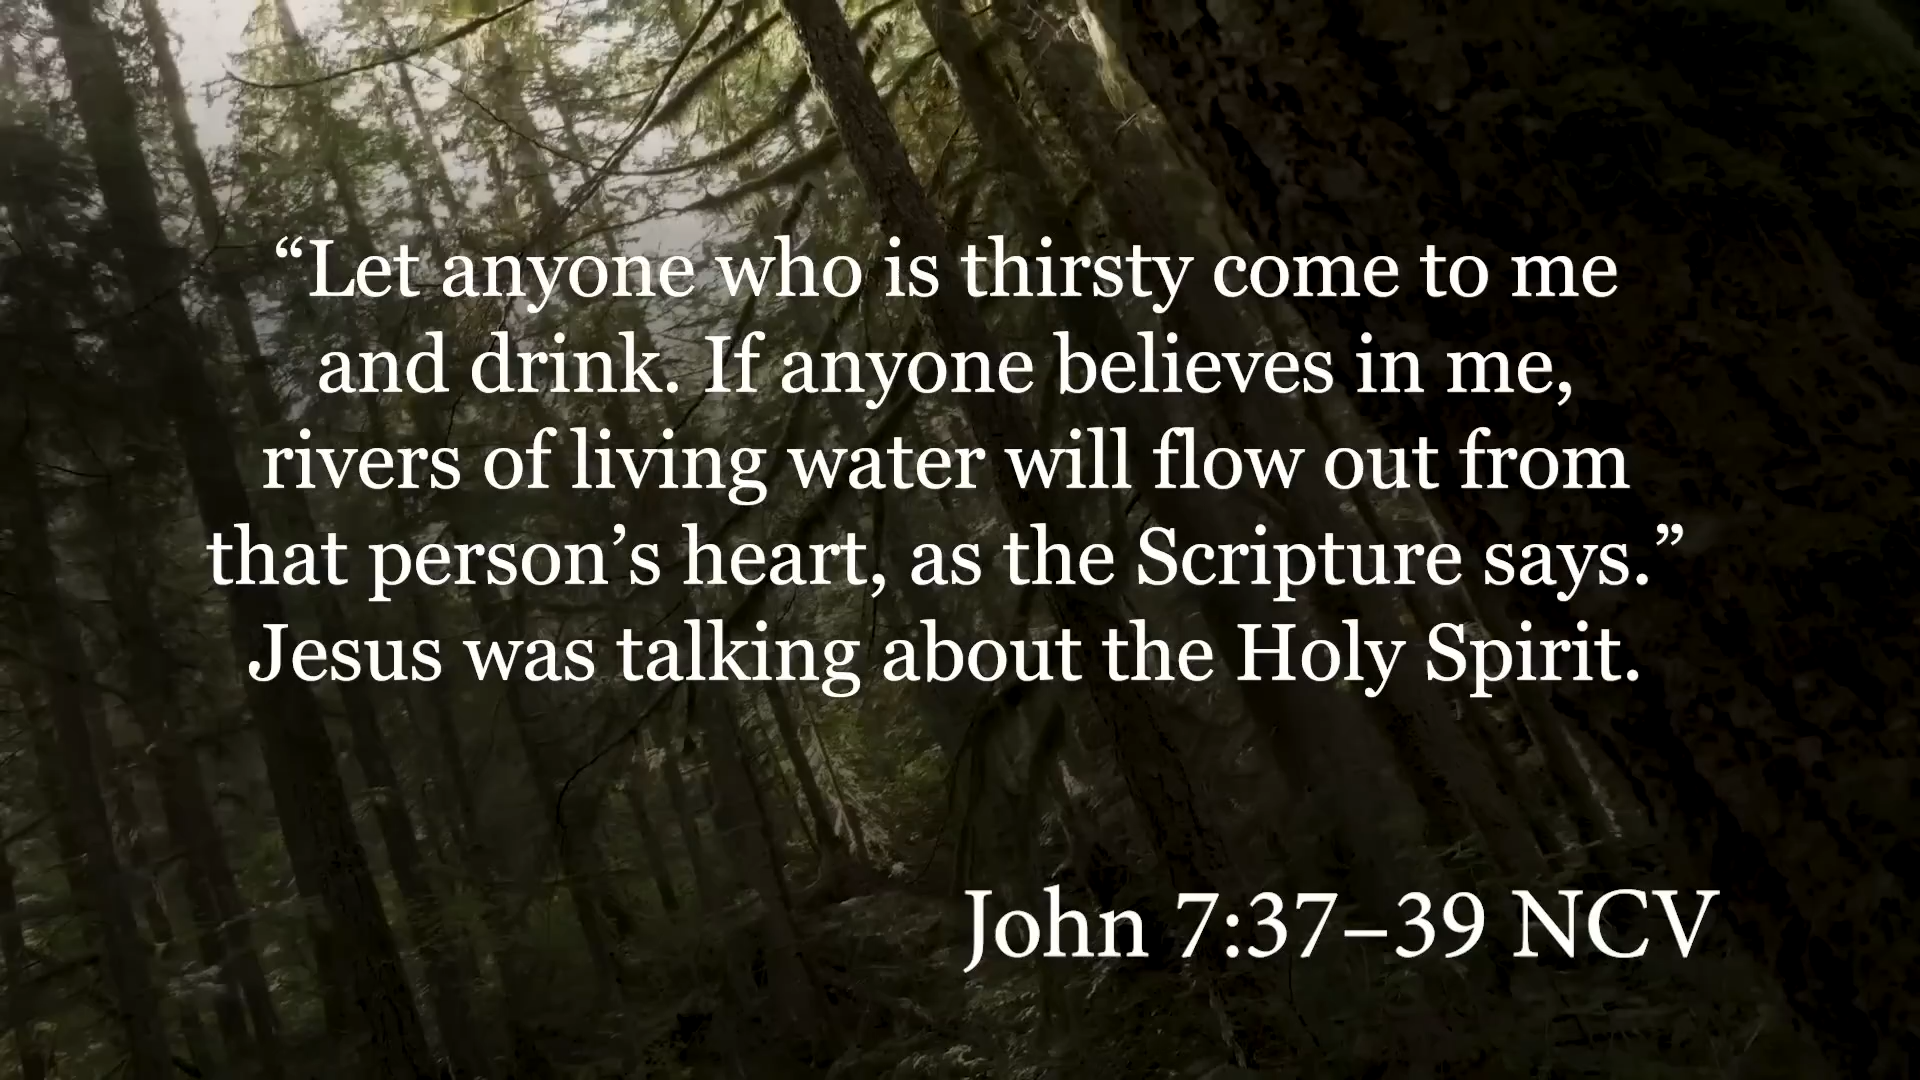 “Let anyone who is thirsty come to me
and drink. If anyone believes in me,
rivers of living water will flow out from
that person’s heart, as the Scripture says.”
Jesus was talking about the Holy Spirit.
John 7:37–39 NCV